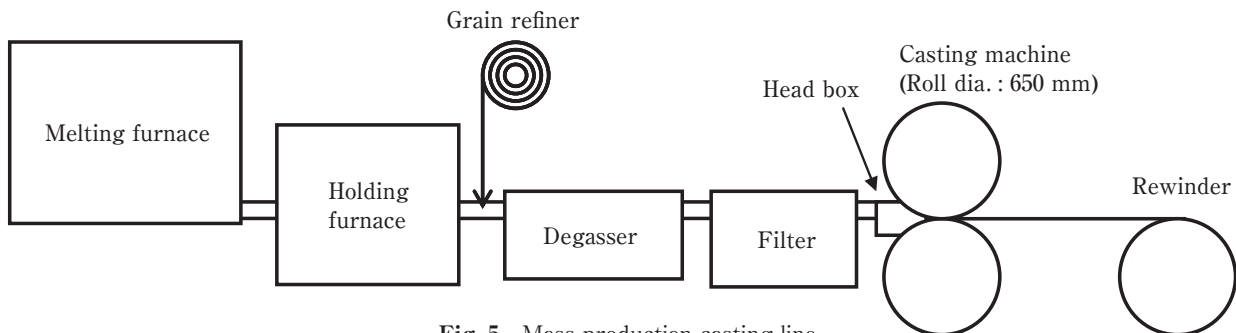 Grain refiner
Casting machine
(Roll dia. : 650 mm)
Head box
Melting furnace
Holding
furnace
Rewinder
Degasser
Filter
Fig. 5 Mass production casting line